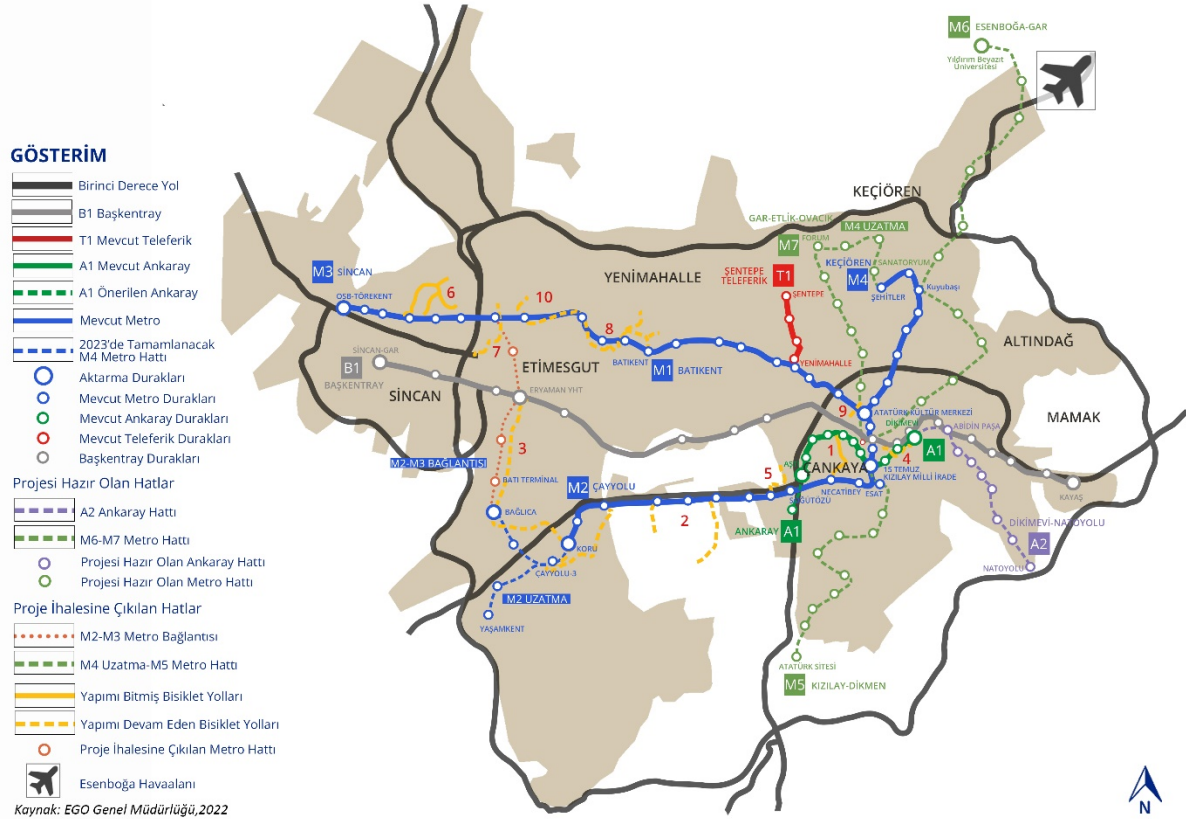 GÖSTERİM
Birinci Derece Yol
B1 Başkentray
T1 Mevcut Teleferik
A1 Mevcut Ankaray
A1 Önerilen Ankaray
Mevcut Metro
2023'de Tamamlanacak
M4 Metro Hattı
Aktarma Durakları
Mevcut Metro Durakları
Mevcut Ankaray Durakları
Mevcut Teleferik Durakları
Başkentray Durakları
Projesi Hazır Olan Hatlar
A2 Ankaray Hattı
M6-M7 Metro Hattı
Projesi Hazır Olan Ankaray Hattı
Projesi Hazır Olan Metro Hattı
Proje İhalesine Çıkılan Hatlar
M2-M3 Metro Bağlantısı
M4 Uzatma-M5 Metro Hattı
Yapımı Bitmiş Bisiklet Yolları
Yapımı Devam Eden Bisiklet Yolları
Proje İhalesine Çıkılan Metro Hattı
Esenboğa Havaalanı
Kaynak: EGO Genel Müdürlüğü,2022
M6 ESENBOĞA-GAR
Yıldırım Beyazıt
Üniversitesi
KEÇİÖREN
GAR-ETLİK-OVACIK
M7 FORUM
M4 UZATMA
SANATORYUM
KEÇİÖREN
M4
ŞEHİTLER
Kuyubaşı
M3 SİNCAN
OSB-TÖREKENT
6
10
YENİMAHALLE
ŞENTEPE
TELEFERİK
T1
ŞENTEPE
YENİMAHALLE
7
8
BATIKENT
M1 BATIKENT
ALTINDAĞ
SİNCAN-GAR
B1
BAŞKENTRAY
SİNCAN
ETİMESGUT
ERYAMAN YHT
MAMAK
9
ATATÜRK KÜLTÜR MERKEZİ
DİKİMEVİ
ABİDİN PAŞA
A1
3
M2-M3 BAĞLANTISI
BATI TERMİNAL
BAĞLICA
M2 ÇAYYOLU
5
1
4
AŞ
ÇANKAYA
15 TEMUZ
KIZILAY MİLLİ İRADE
NECATİBEY
ESAT
SÖĞÜTÖZÜ
KAYAŞ
2
ANKARAY A1
DİKİMEVİ-NATOYOLU
A2
NATOYOLU
KORU
ÇAYYOLU-3
M2 UZATMA
YAŞAMKENT
ATATÜRK SİTESİ
M5 KIZILAY-DİKMEN
N